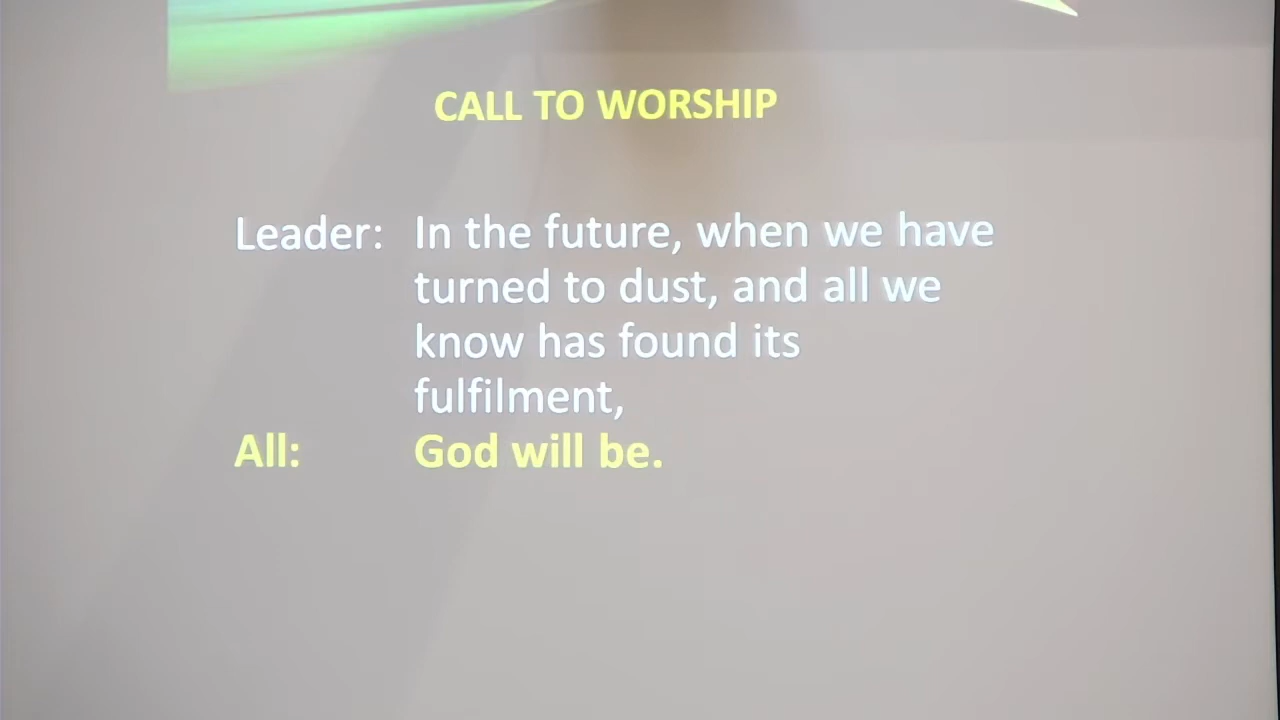 CALL TO WORSHIP
Leader: In the future, when we have
turned to dust, and all we
know has found its
fulfilment,
All: God will be.